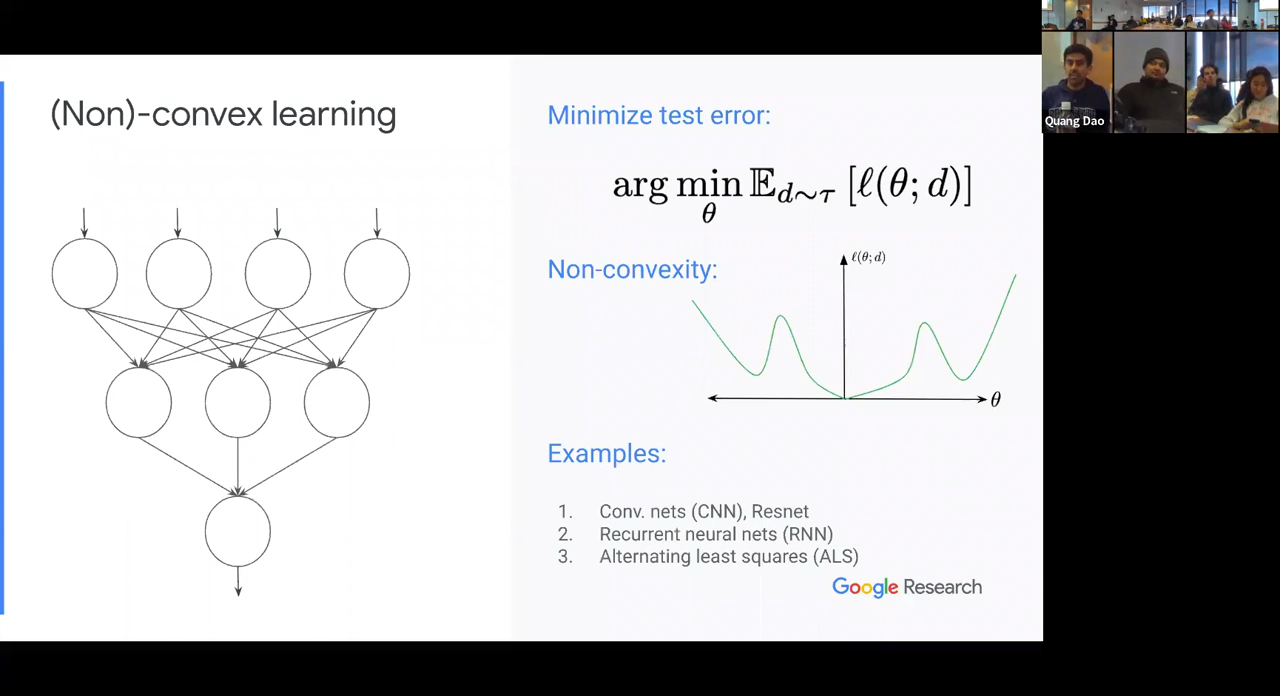 (Non)-convex learning
Minimize test error:
arg min_θ 𝔼_{d∼τ} [ℓ(θ; d)]
Non-convexity:
ℓ(θ; d)
θ
Examples:
1. Conv. nets (CNN), Resnet
2. Recurrent neural nets (RNN)
3. Alternating least squares (ALS)
Google Research
Quang Dao